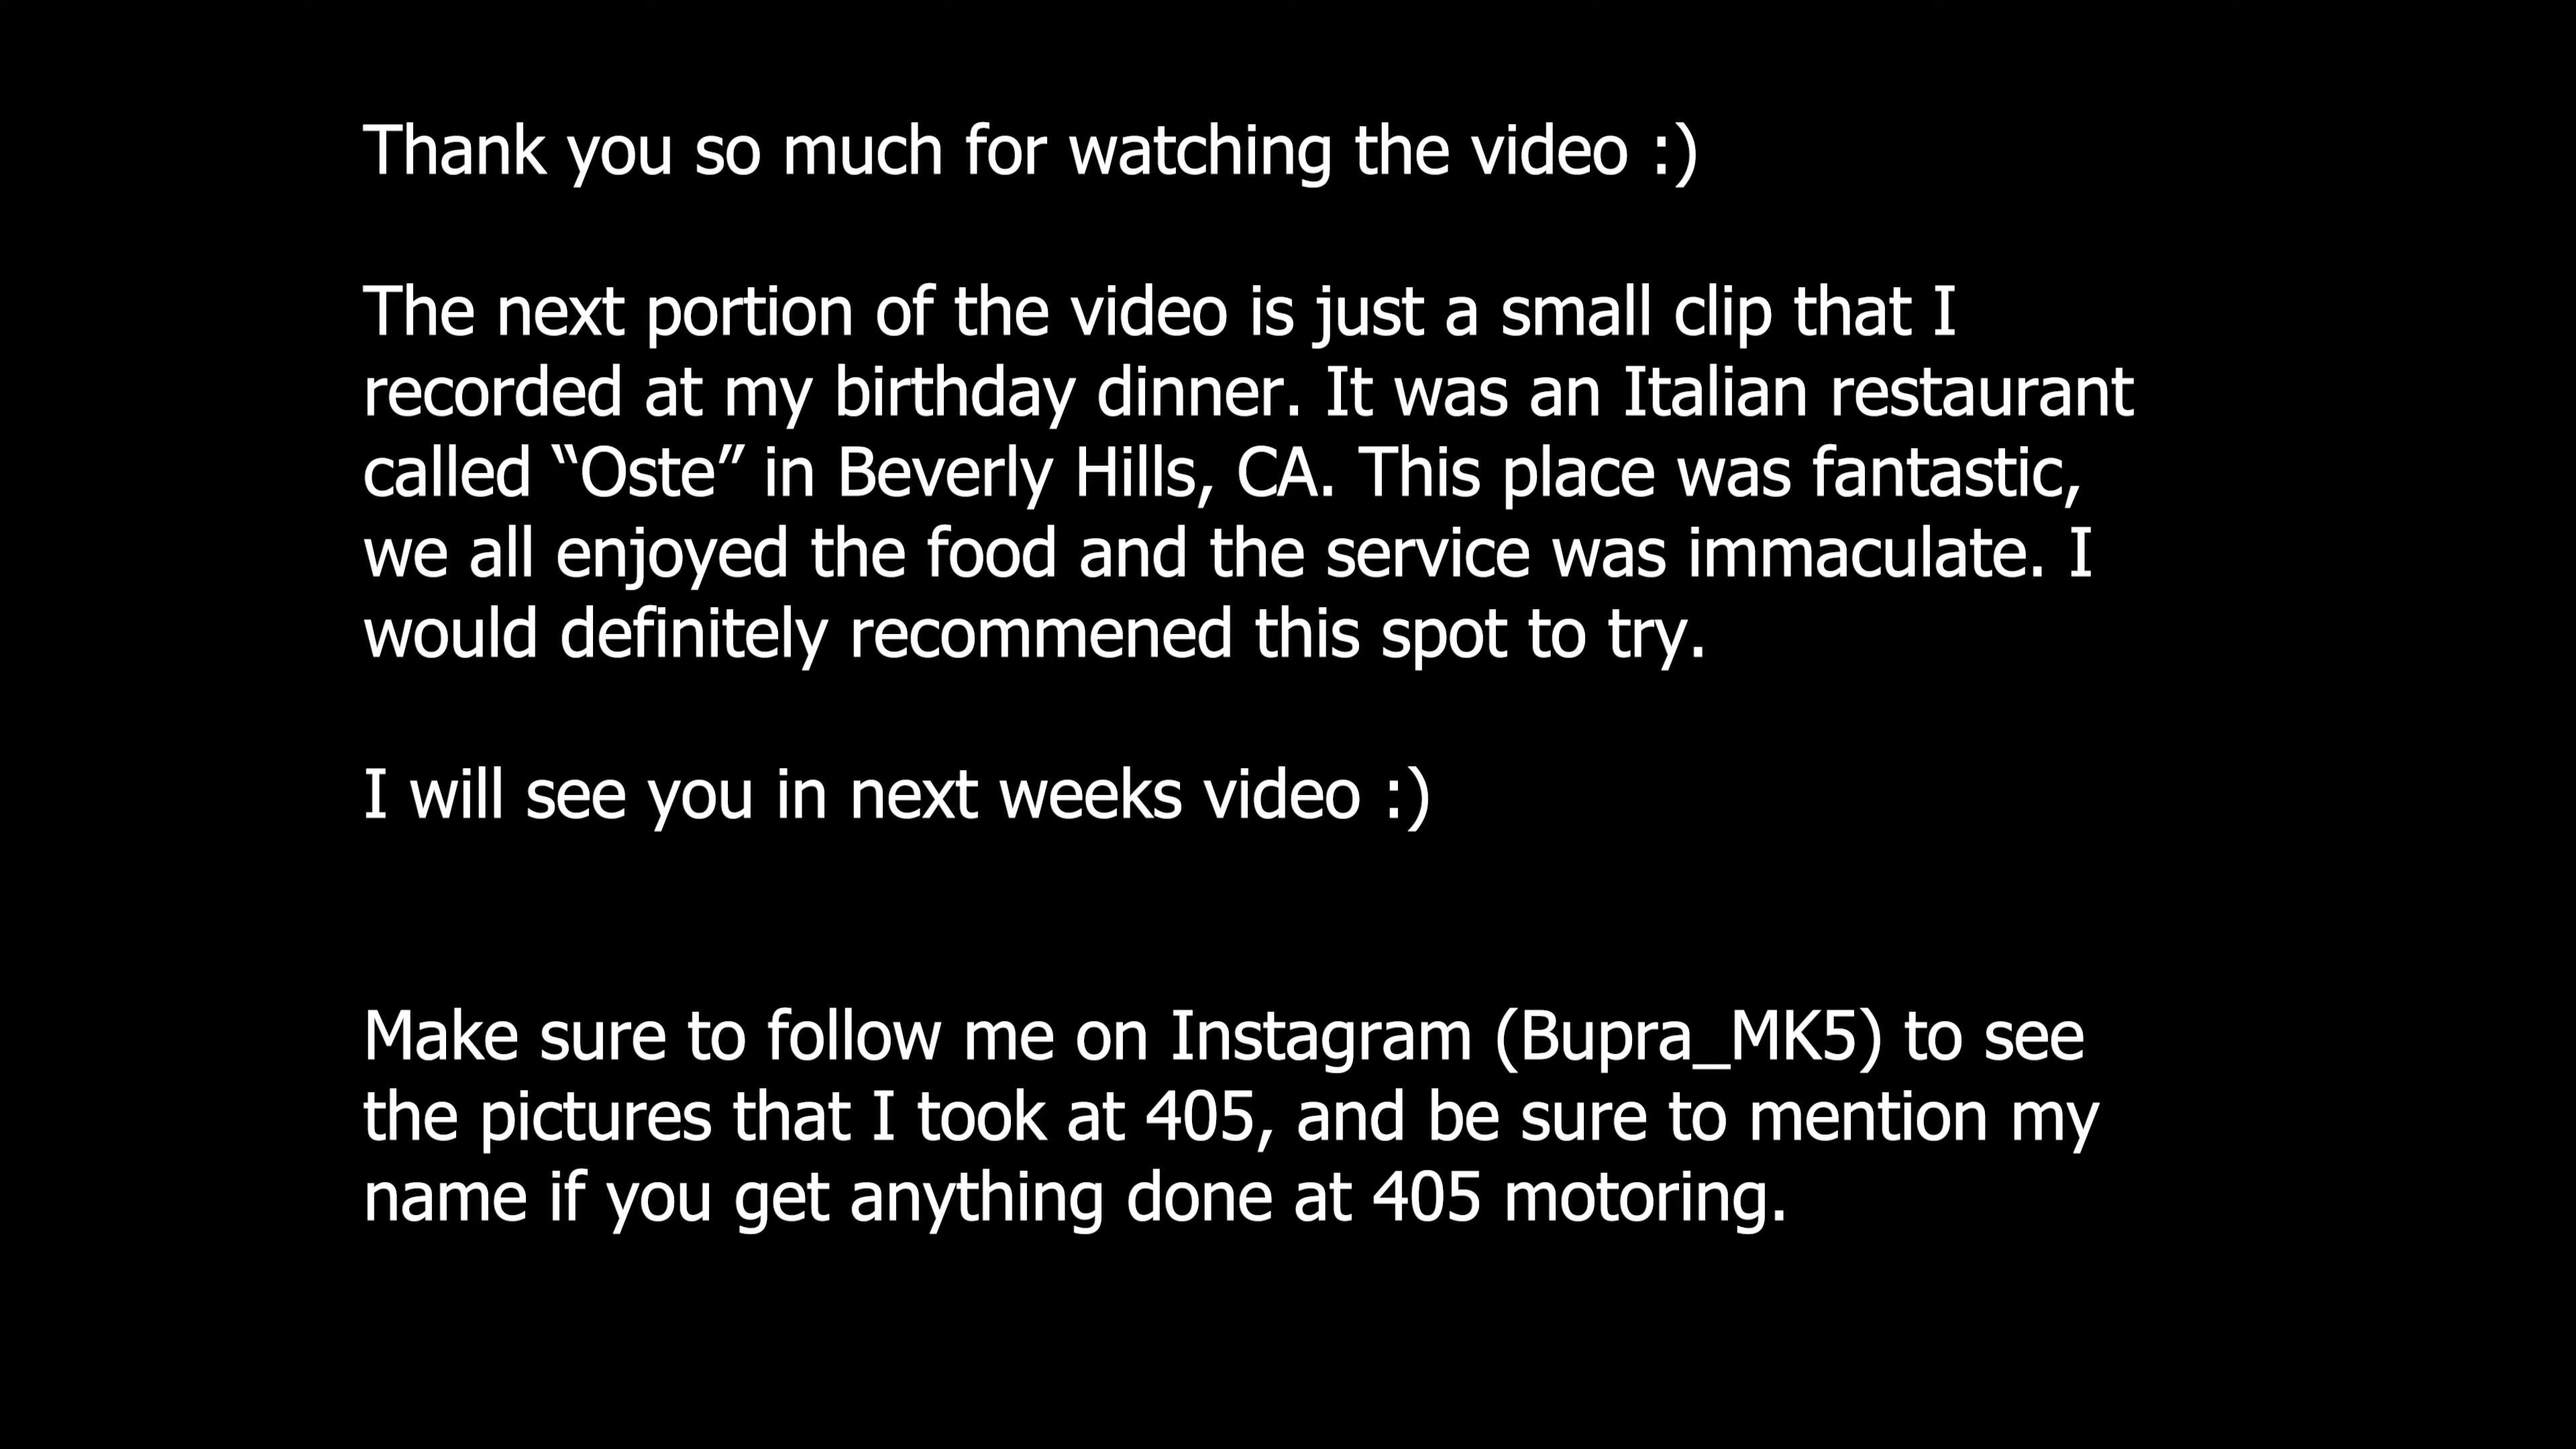 Thank you so much for watching the video :)
The next portion of the video is just a small clip that I
recorded at my birthday dinner. It was an Italian restaurant
called “Oste” in Beverly Hills, CA. This place was fantastic,
we all enjoyed the food and the service was immaculate. I
would definitely recommened this spot to try.
I will see you in next weeks video :)
Make sure to follow me on Instagram (Bupra_MK5) to see
the pictures that I took at 405, and be sure to mention my
name if you get anything done at 405 motoring.